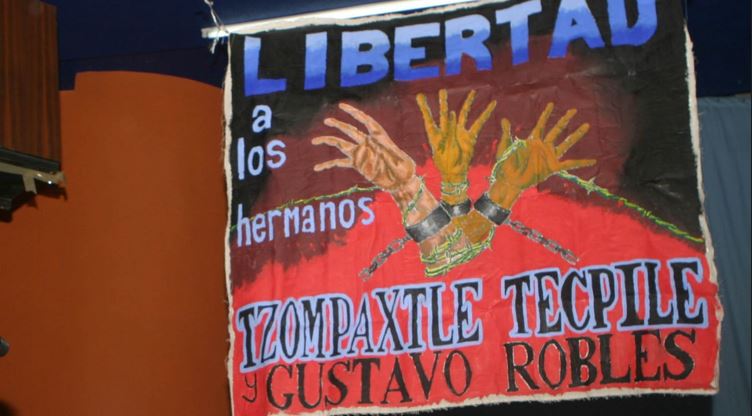 LIBERTAD
a
los
hermanos
TZOMPAXTLE TECPILE
y GUSTAVO ROBLES